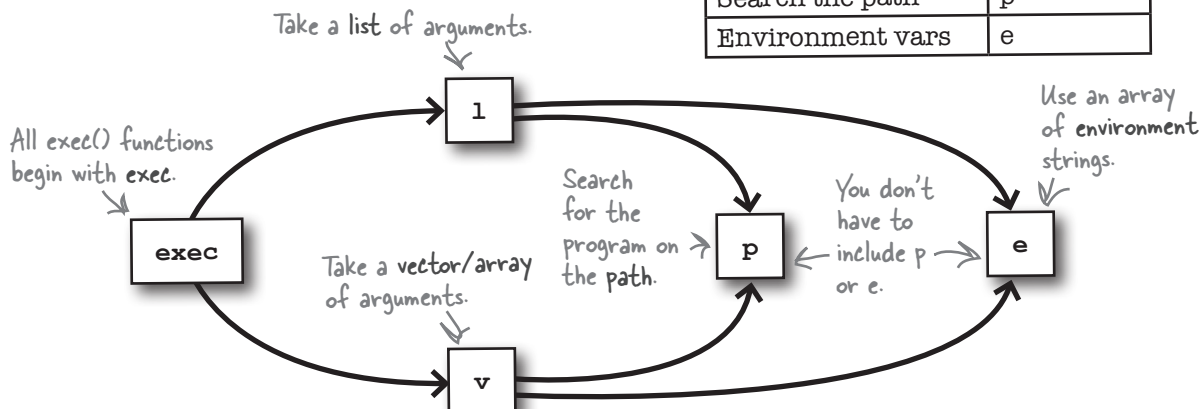 Take a list of arguments.
Search the path p
Environment vars e
All exec() functions
begin with exec.
l
Use an array
of environment
strings.
exec
Search
for the
program on
the path.
p
You don't
have to
include p
or e.
e
Take a vector/array
of arguments.
v